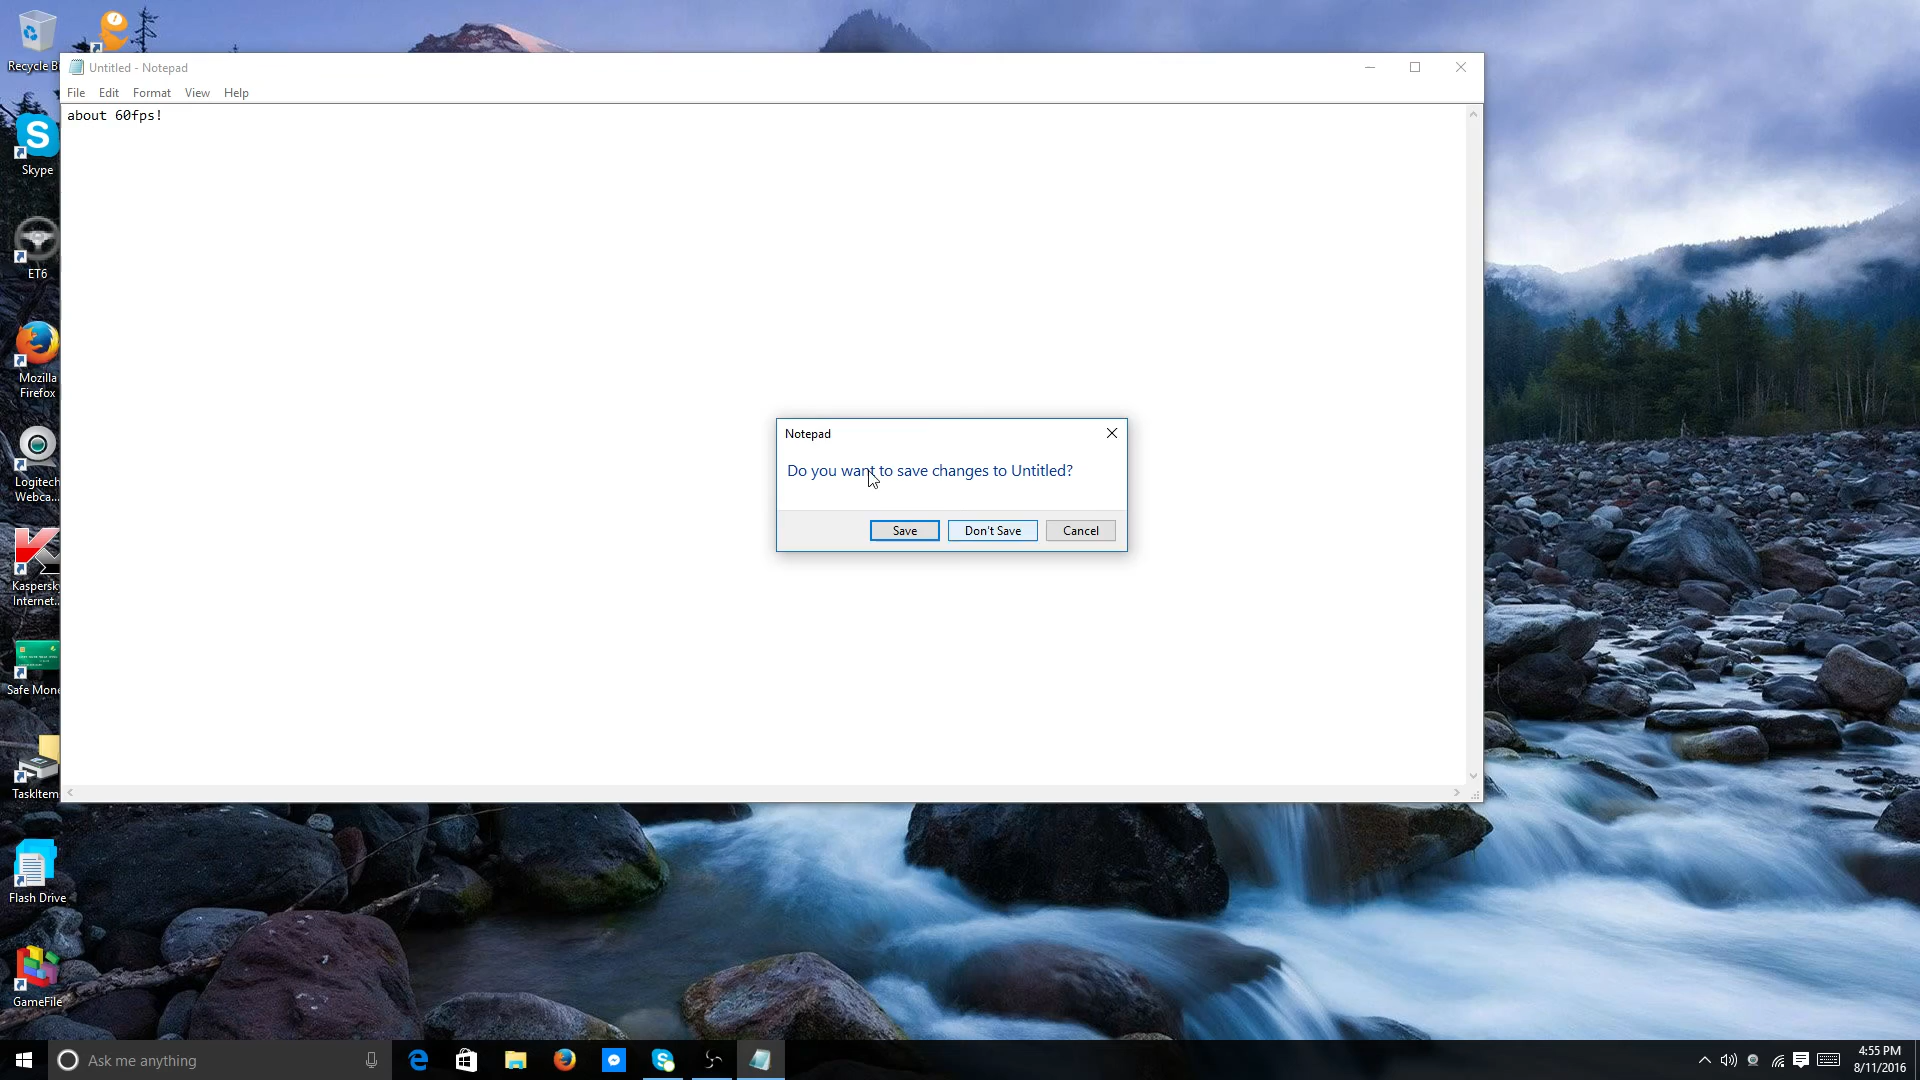 Recycle B
Untitled - Notepad
File Edit Format View Help
about 60fps!
Skype
ET6
Mozilla
Firefox
Logitech
Webca...
Kaspersky
Internet...
Safe Mone
TaskItem
Flash Drive
GameFile
Notepad
Do you want to save changes to Untitled?
Save Don't Save Cancel
Ask me anything
4:55 PM
8/11/2016